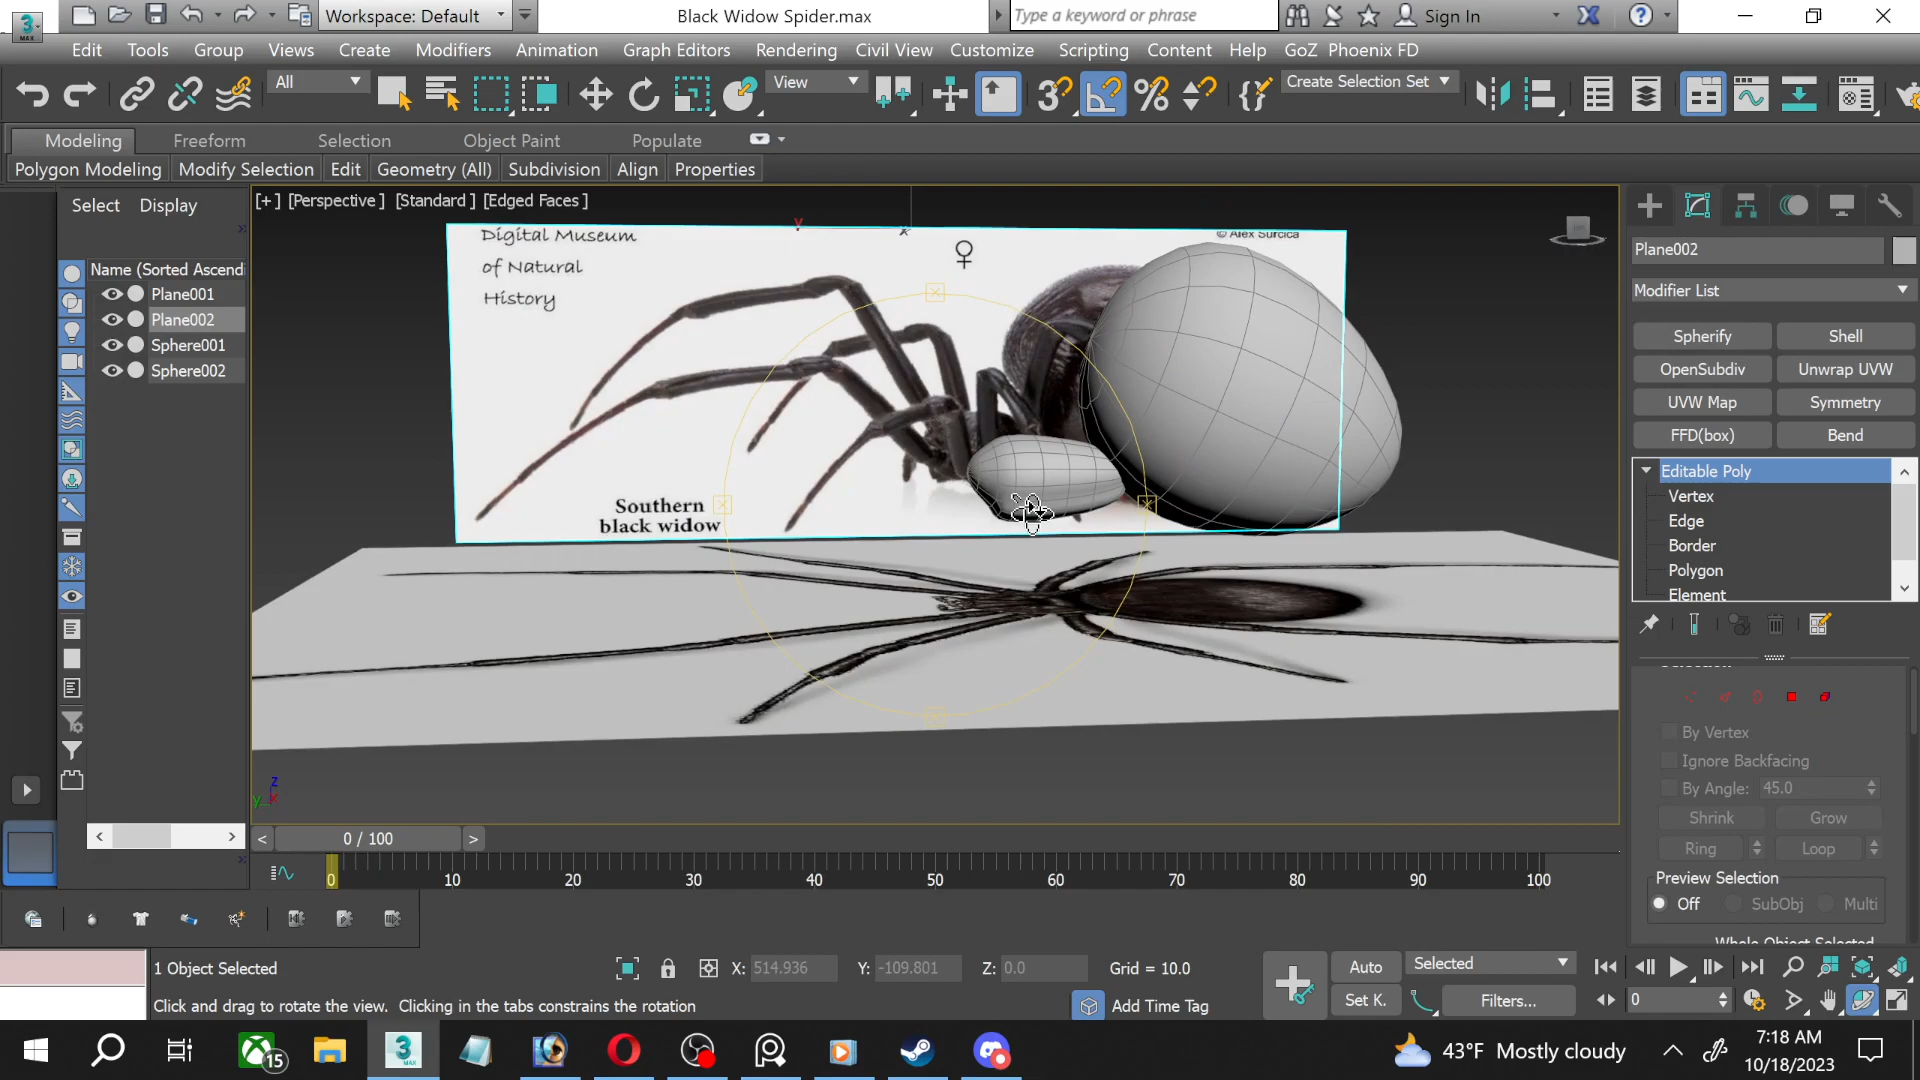 Workspace: Default
Black Widow Spider.max
Type a keyword or phrase
Sign In
3
MAX
Edit
Tools
Group
Views
Create
Modifiers
Animation
Graph Editors
Rendering
Civil View
Customize
Scripting
Content
Help
GoZ
Phoenix FD
All
View
3
Create Selection Set
Modeling
Freeform
Selection
Object Paint
Populate
Polygon Modeling
Modify Selection
Edit
Geometry (All)
Subdivision
Align
Properties
Select
Display
Name (Sorted Ascendi
Plane001
Plane002
Sphere001
Sphere002
[+] [Perspective] [Standard] [Edged Faces]
Digital Museum
of Natural
History
♀
© Alex Surcica
Southern
black widow
Plane002
Modifier List
Spherify
Shell
OpenSubdiv
Unwrap UVW
UVW Map
Symmetry
FFD(box)
Bend
Editable Poly
Vertex
Edge
Border
Polygon
Element
Selection
By Vertex
Ignore Backfacing
By Angle: 45.0
Shrink
Grow
Ring
Loop
Preview Selection
Off
SubObj
Multi
Whole Object Selected
z
y
x
< 0 / 100 >
0 10 20 30 40 50 60 70 80 90 100
1 Object Selected
X: 514.936
Y: -109.801
Z: 0.0
Grid = 10.0
Auto
Selected
Click and drag to rotate the view. Clicking in the tabs constrains the rotation
Add Time Tag
Set K.
Filters...
0
15
3
43°F Mostly cloudy
7:18 AM
10/18/2023